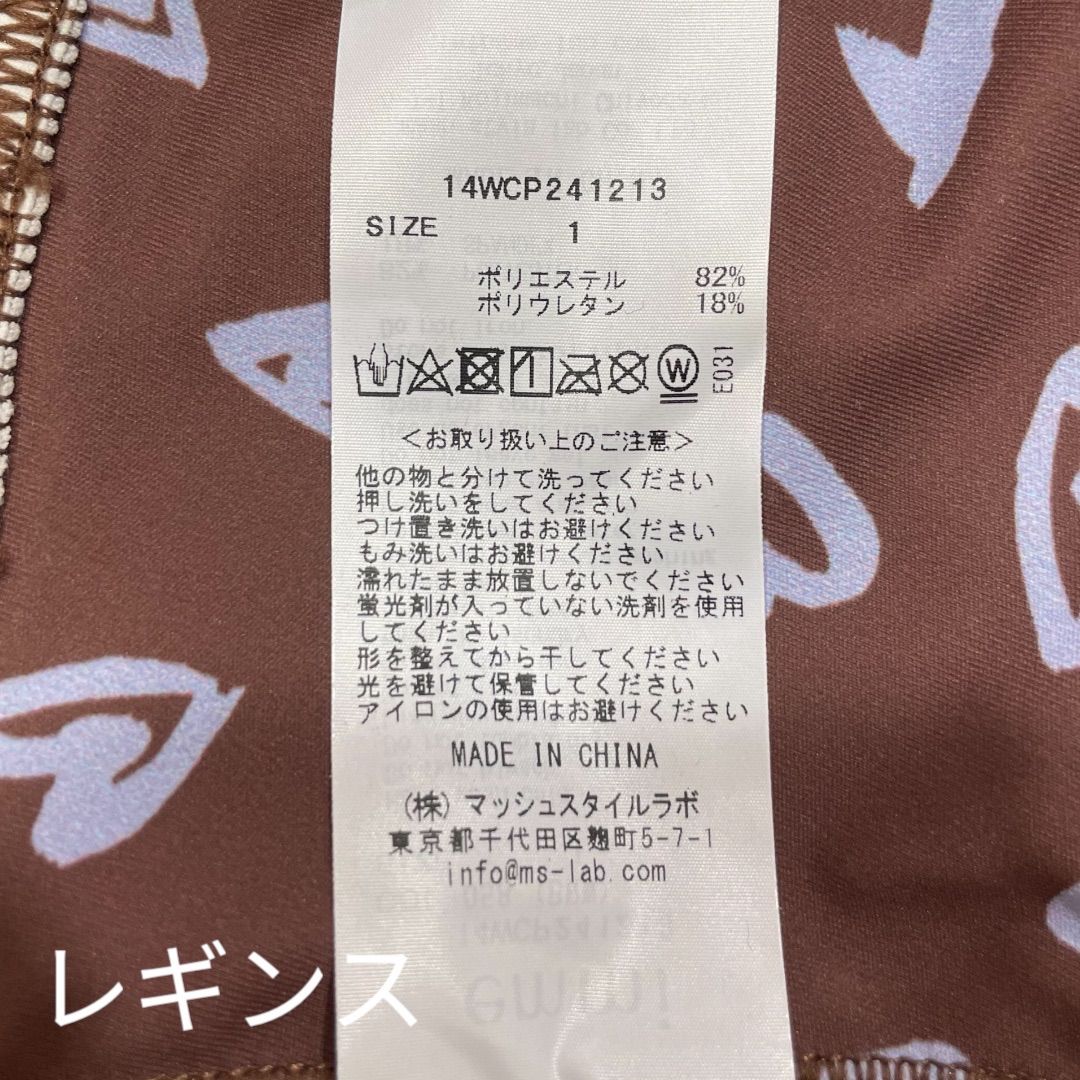 14WCP241213
SIZE 1
ポリエステル 82%
ポリウレタン 18%
W
E031
<お取り扱い上のご注意>
他の物と分けて洗ってください
押し洗いをしてください
つけ置き洗いはお避けください
もみ洗いはお避けください
濡れたまま放置しないでください
蛍光剤が入っていない洗剤を使用
してください
形を整えてから干してください
光を避けて保管してください
アイロンの使用はお避けください
MADE IN CHINA
(株)マッシュスタイルラボ
東京都千代田区麹町5-7-1
info@ms-lab.com
レギンス